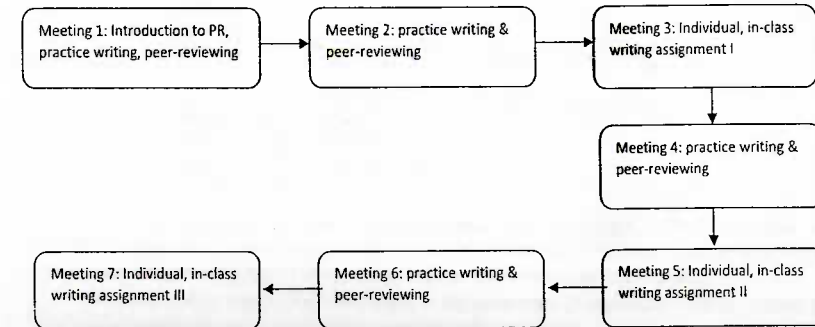 Meeting 1: Introduction to PR,
practice writing, peer-reviewing
Meeting 2: practice writing &
peer-reviewing
Meeting 3: Individual, in-class
writing assignment I
Meeting 4: practice writing &
peer-reviewing
Meeting 5: Individual, in-class
writing assignment II
Meeting 6: practice writing &
peer-reviewing
Meeting 7: Individual, in-class
writing assignment III